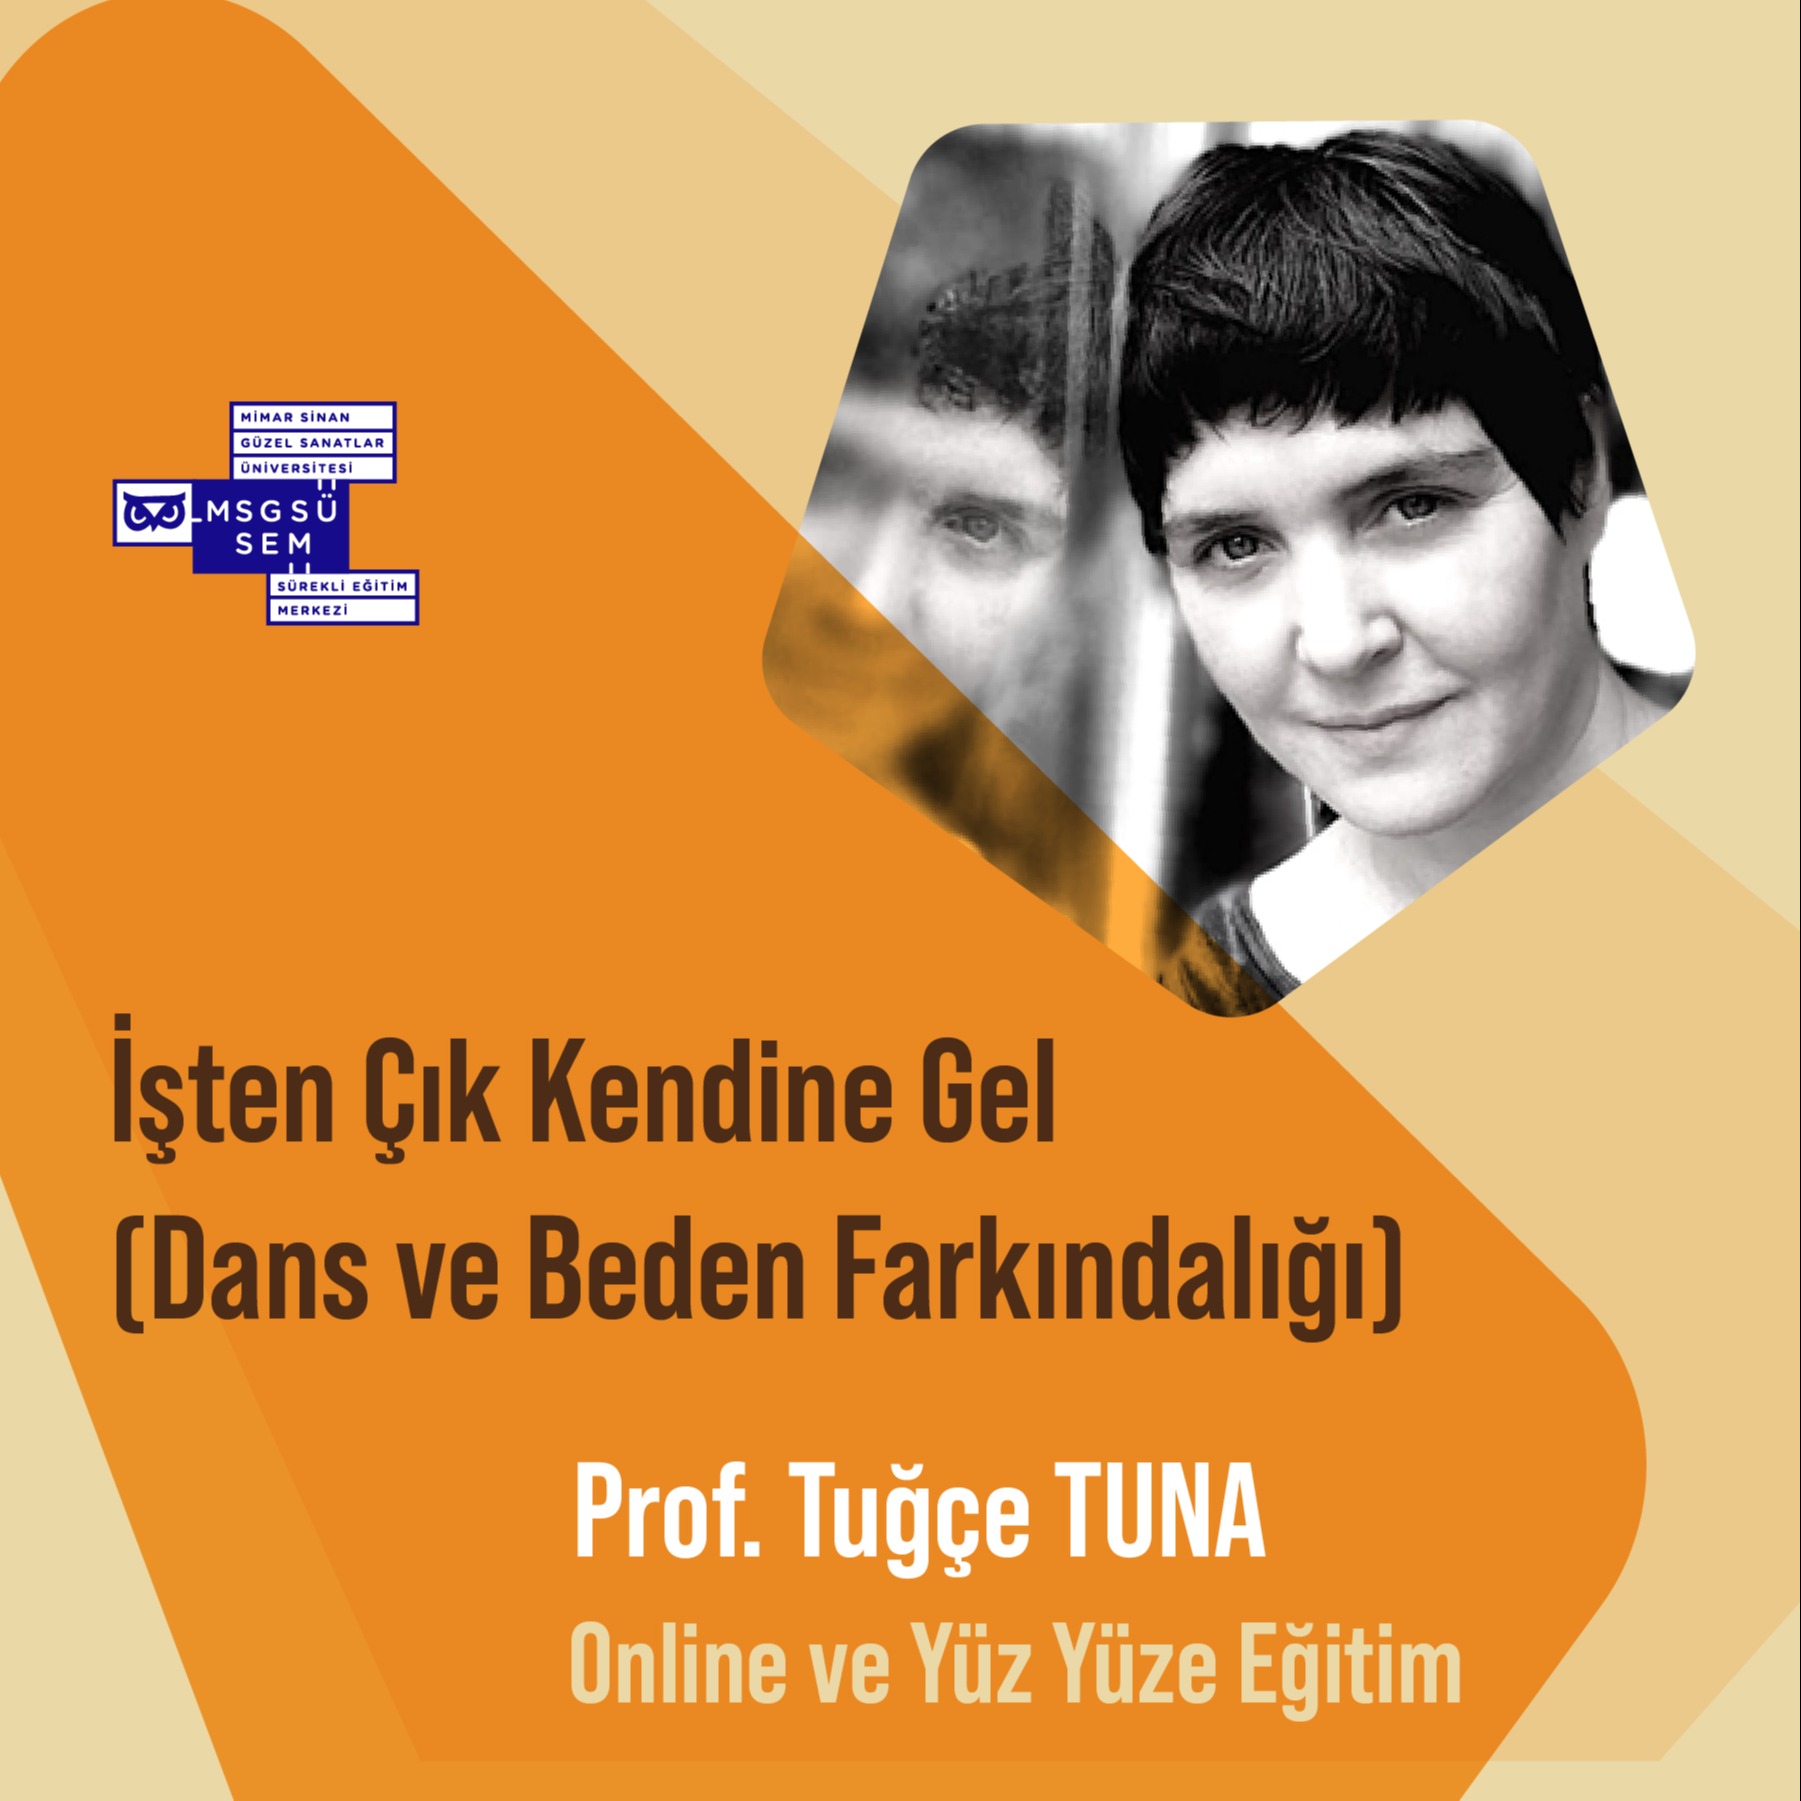 MİMAR SİNAN
GÜZEL SANATLAR
ÜNİVERSİTESİ
MSGSÜ
SEM
SÜREKLİ EĞİTİM
MERKEZİ
İşten Çık Kendine Gel
(Dans ve Beden Farkındalığı)
Prof. Tuğçe TUNA
Online ve Yüz Yüze Eğitim